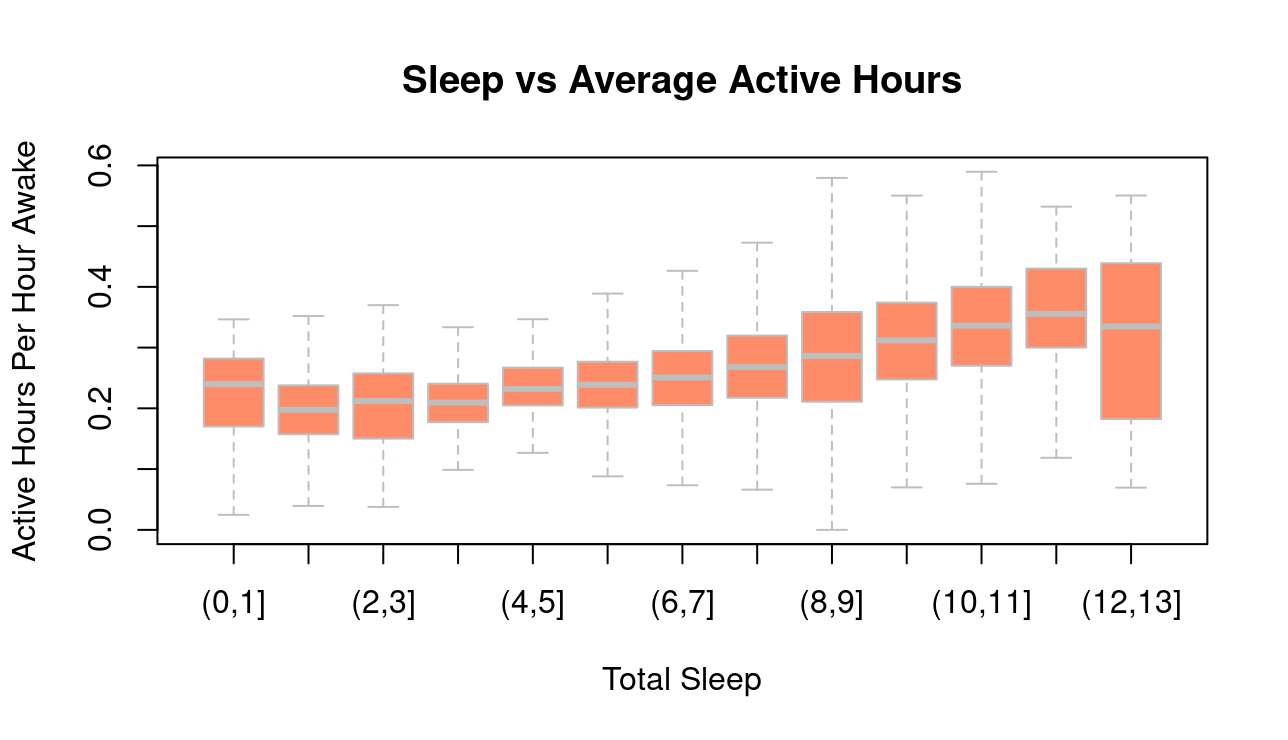 Sleep vs Average Active Hours
Active Hours Per Hour Awake
0.6
0.4
0.2
0.0
(0,1] (2,3] (4,5] (6,7] (8,9] (10,11] (12,13]
Total Sleep